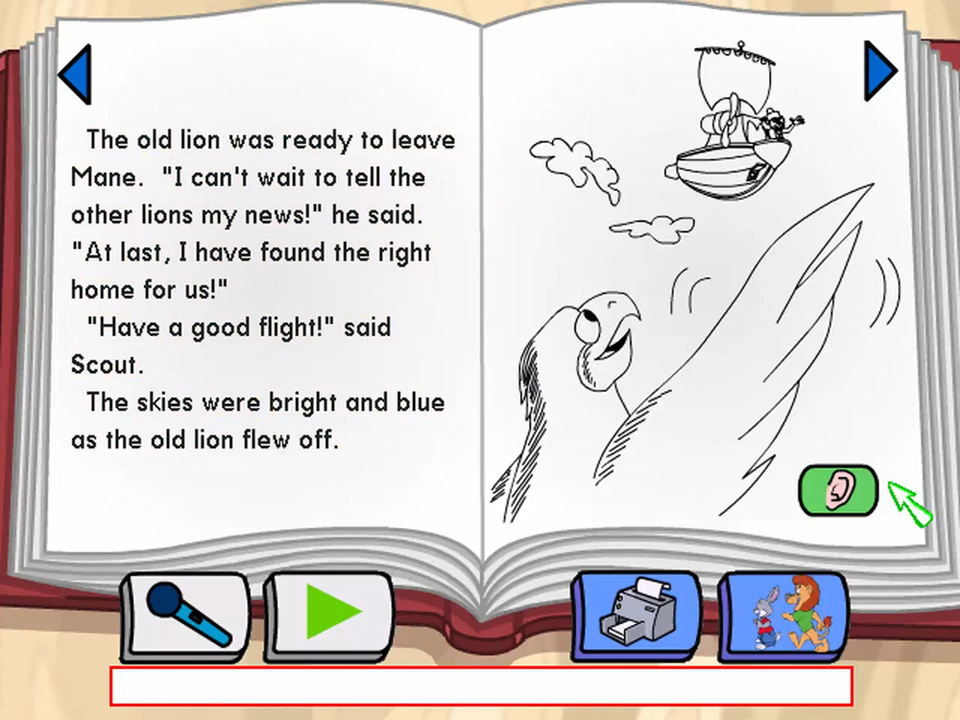 The old lion was ready to leave
Mane. "I can't wait to tell the
other lions my news!" he said.
"At last, I have found the right
home for us!"
"Have a good flight!" said
Scout.
The skies were bright and blue
as the old lion flew off.